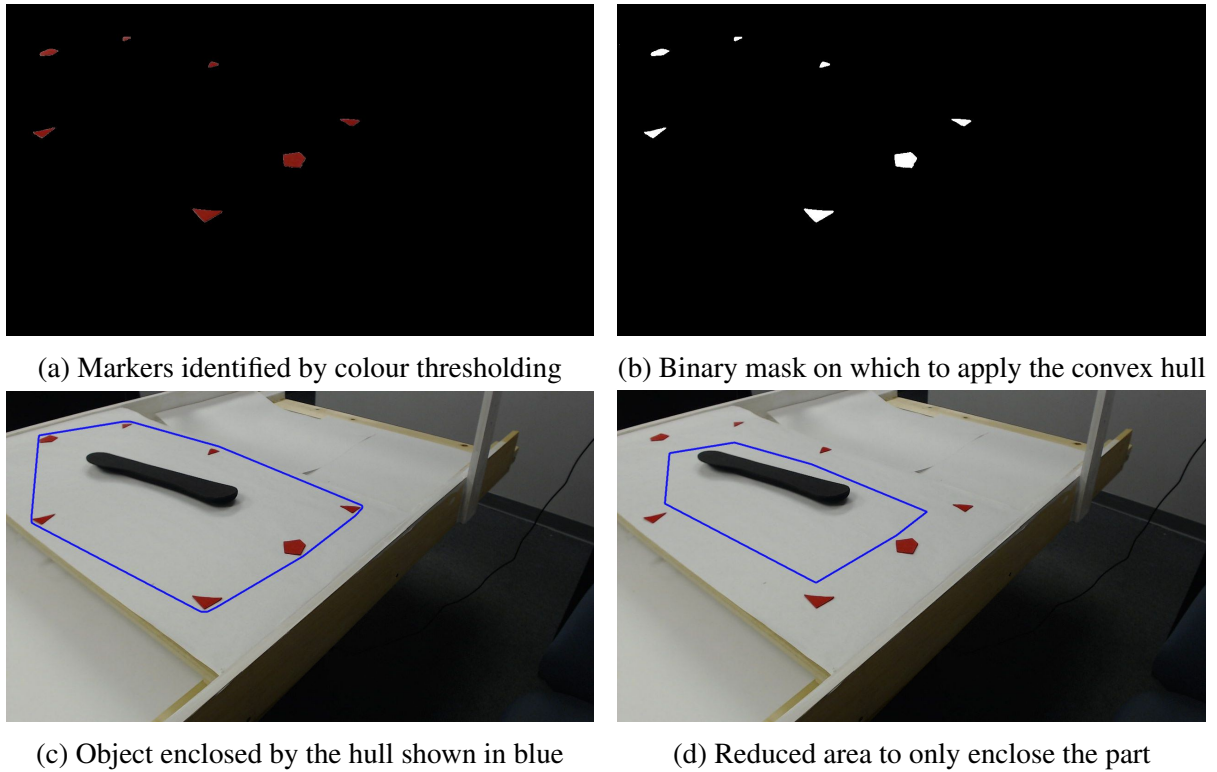 (a) Markers identified by colour thresholding
(b) Binary mask on which to apply the convex hull
(c) Object enclosed by the hull shown in blue
(d) Reduced area to only enclose the part